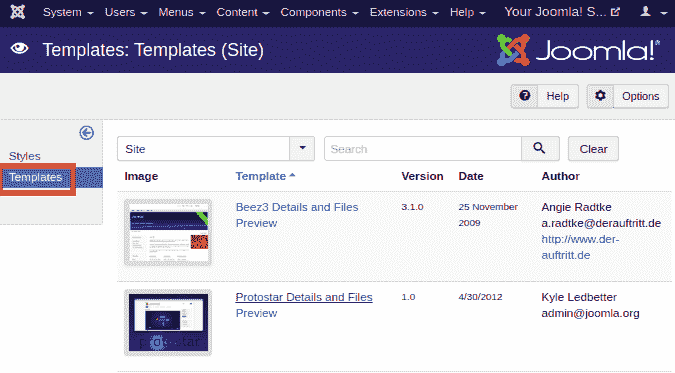 System Users Menus Content Components Extensions Help Your Joomla! S...
Templates: Templates (Site)
Joomla!®
Help Options
Styles
Templates
Site Search Clear
Image Template Version Date Author
Beez3 Details and Files 3.1.0 25 November Angie Radtke
Preview 2009 a.radtke@derauftritt.de
http://www.der-
auftritt.de
Protostar Details and Files 1.0 4/30/2012 Kyle Ledbetter
Preview admin@joomla.org